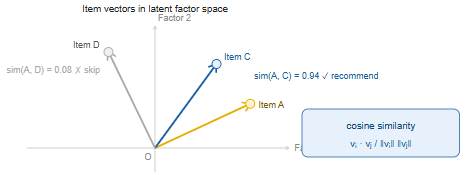 Item vectors in latent factor space
Factor 2
Item D
Item C
sim(A, D) = 0.08 ✗ skip
sim(A, C) = 0.94 ✓ recommend
Item A
cosine similarity
vᵢ · vⱼ / ‖vᵢ‖ ‖vⱼ‖
O